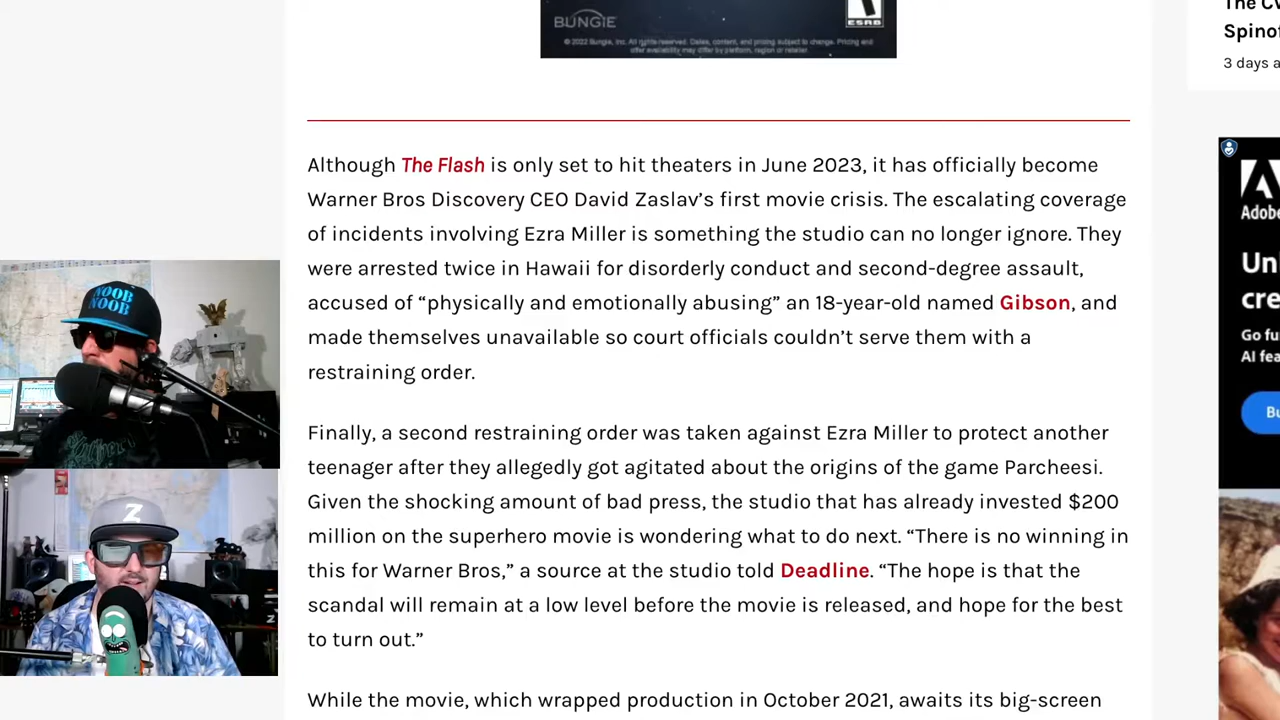 BUNGIE
ESRB
© 2022 Bungie, Inc. All rights reserved. Dates, content, and pricing subject to change. Pricing and
offer availability may differ by platform, region or retailer.
The CW
Spinof
3 days a
Although The Flash is only set to hit theaters in June 2023, it has officially become
Warner Bros Discovery CEO David Zaslav’s first movie crisis. The escalating coverage
of incidents involving Ezra Miller is something the studio can no longer ignore. They
were arrested twice in Hawaii for disorderly conduct and second-degree assault,
accused of “physically and emotionally abusing” an 18-year-old named Gibson, and
made themselves unavailable so court officials couldn’t serve them with a
restraining order.
Finally, a second restraining order was taken against Ezra Miller to protect another
teenager after they allegedly got agitated about the origins of the game Parcheesi.
Given the shocking amount of bad press, the studio that has already invested $200
million on the superhero movie is wondering what to do next. “There is no winning in
this for Warner Bros,” a source at the studio told Deadline. “The hope is that the
scandal will remain at a low level before the movie is released, and hope for the best
to turn out.”
While the movie, which wrapped production in October 2021, awaits its big-screen
Adobe
Un
cre
Go fu
AI fea
Bu
NOOB
NOOB
Z